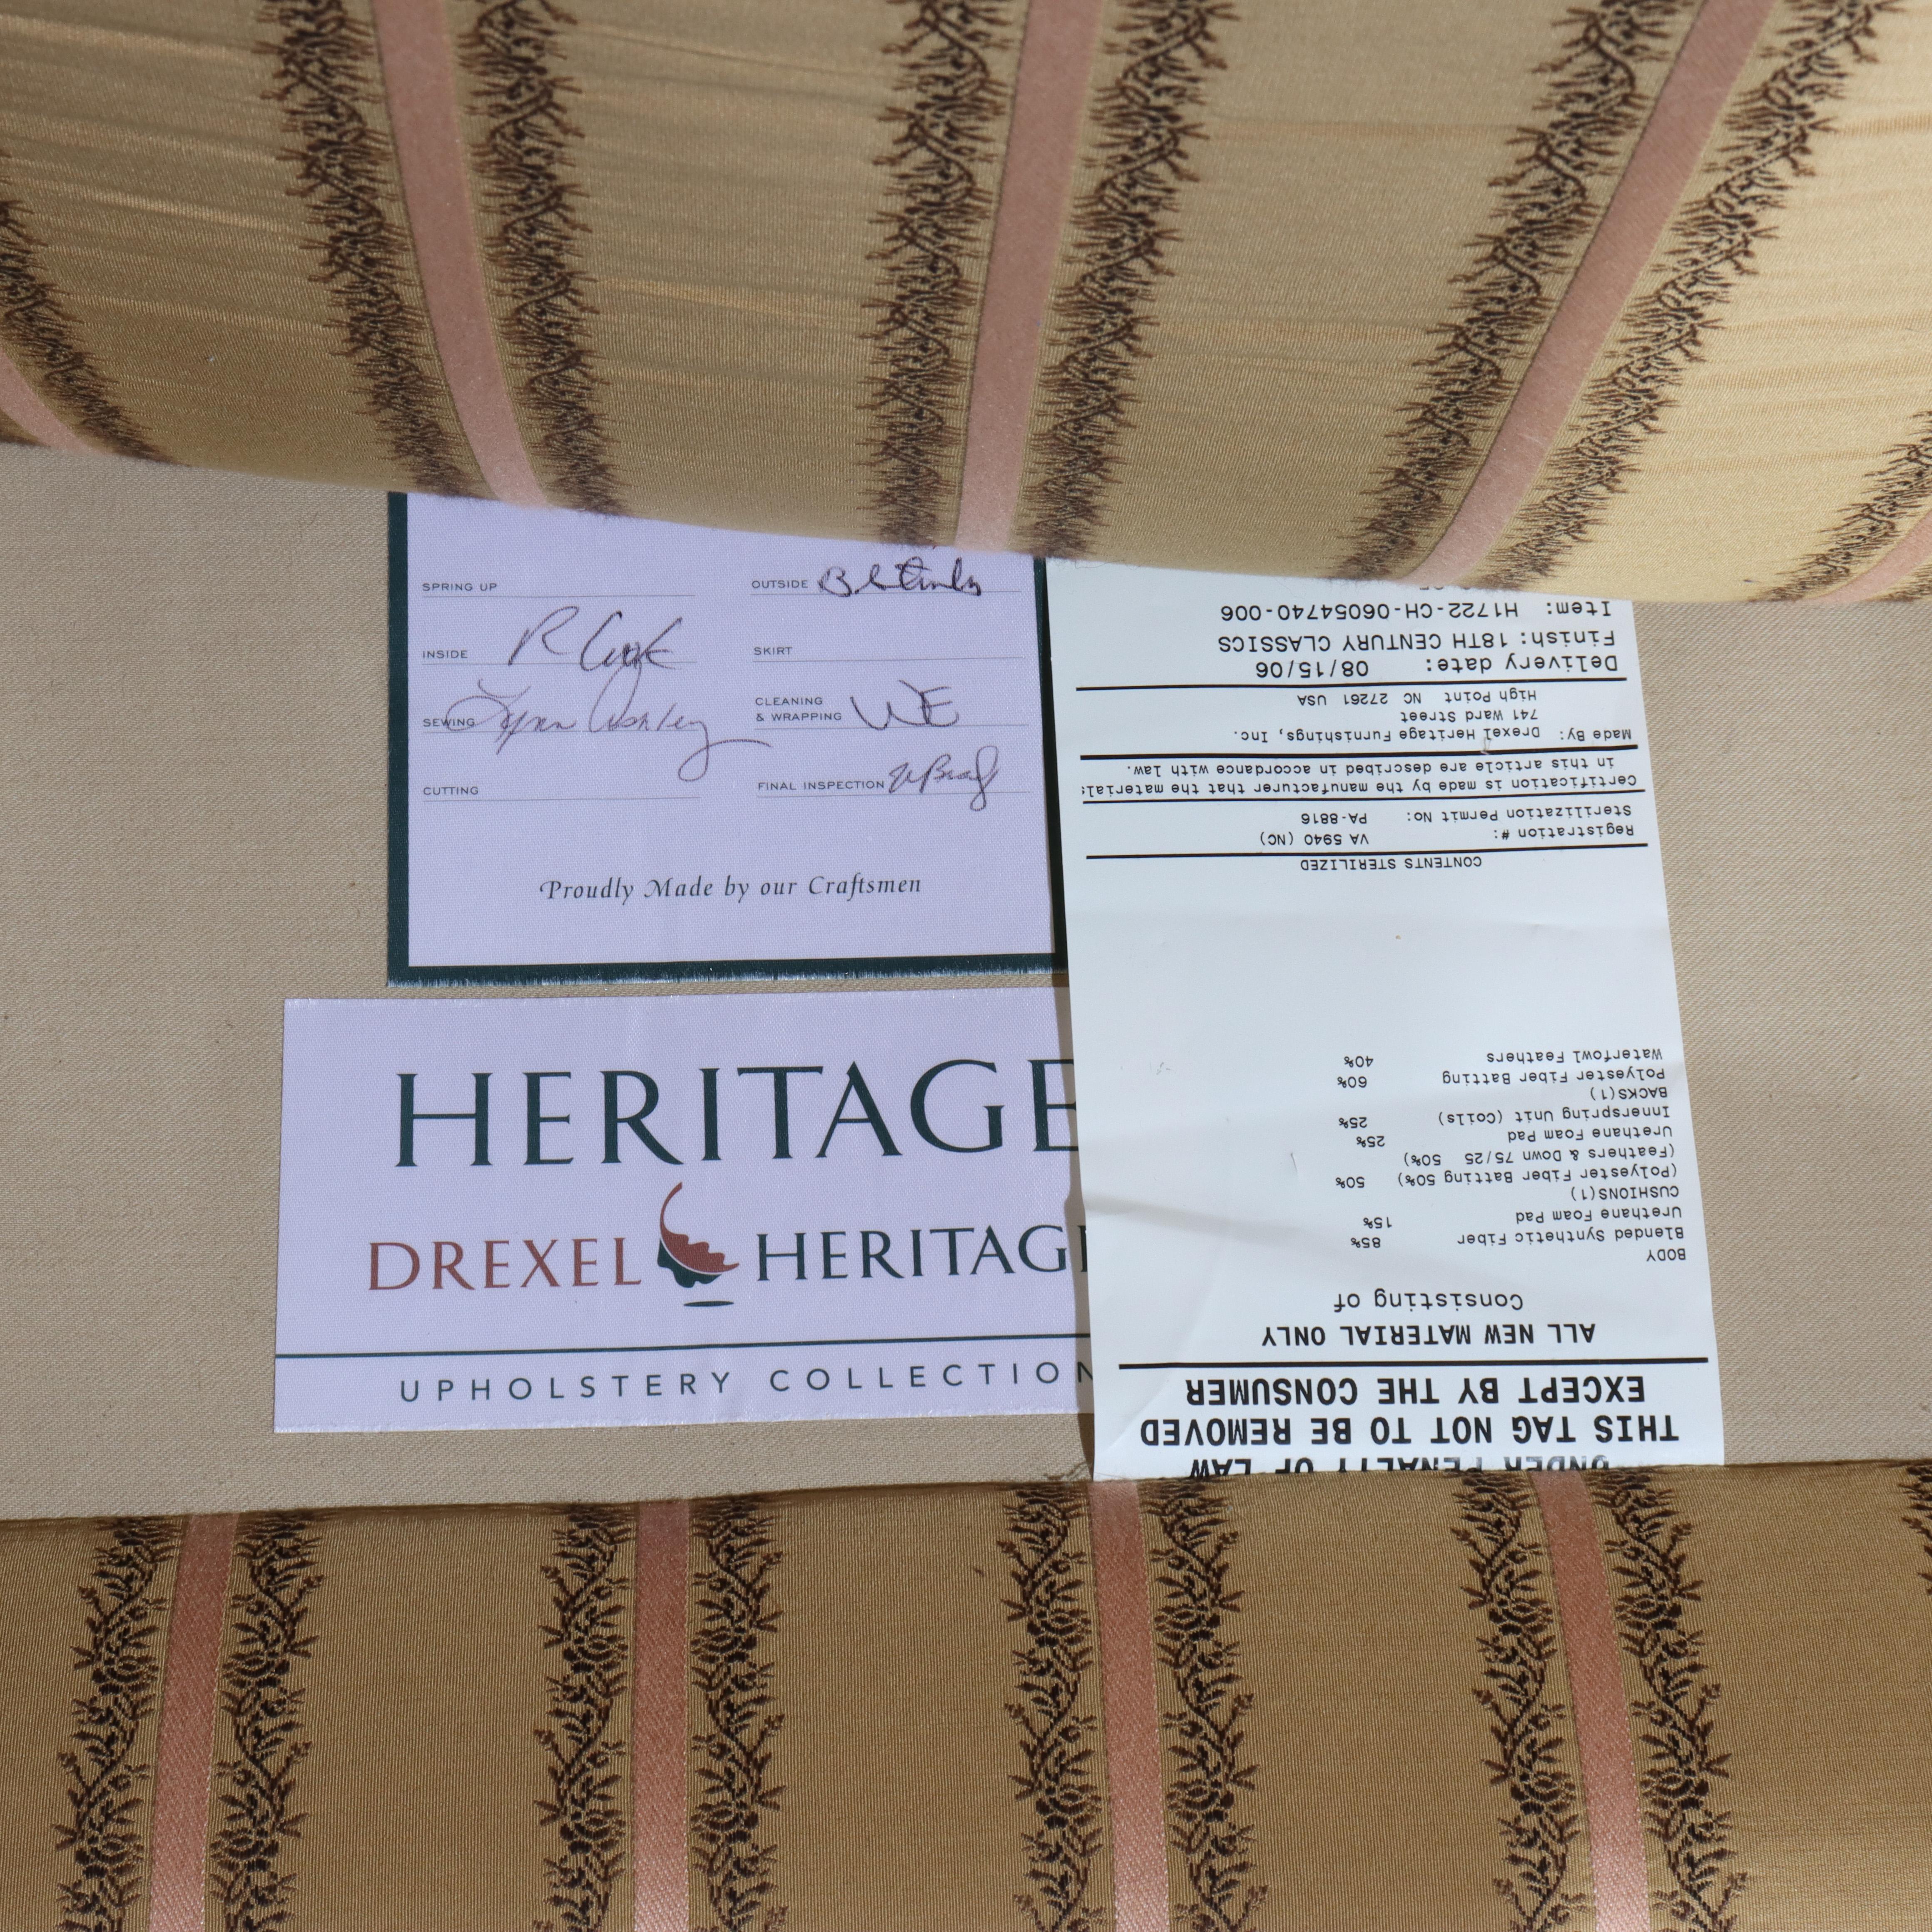 SPRING UP
OUTSIDE
INSIDE R Cook
SKIRT
SEWING Lynn Ashley
CLEANING
& WRAPPING WE
CUTTING
FINAL INSPECTION
Proudly Made by our Craftsmen
HERITAGE
DREXEL HERITAG
UPHOLSTERY COLLECTION
UNDER PENALTY OF LAW
THIS TAG NOT TO BE REMOVED
EXCEPT BY THE CONSUMER
ALL NEW MATERIAL ONLY
Consisting of
BODY
Blended Synthetic Fiber 85%
Urethane Foam Pad 15%
CUSHIONS(1)
(Polyester Fiber Batting 50%) 50%
(Feathers & Down 75/25 50%)
Urethane Foam Pad 25%
Innerspring Unit (Coils) 25%
BACKS(1)
Polyester Fiber Batting 60%
Waterfowl Feathers 40%
CONTENTS STERILIZED
Registration #: VA 5940 (NC)
Sterilization Permit No: PA-8816
Certification is made by the manufacturer that the materials
in this article are described in accordance with law.
Made By: Drexel Heritage Furnishings, Inc.
741 Ward Street
High Point NC 27261 USA
Delivery date: 08/15/06
Finish: 18TH CENTURY CLASSICS
Item: H1722-CH-06054740-006